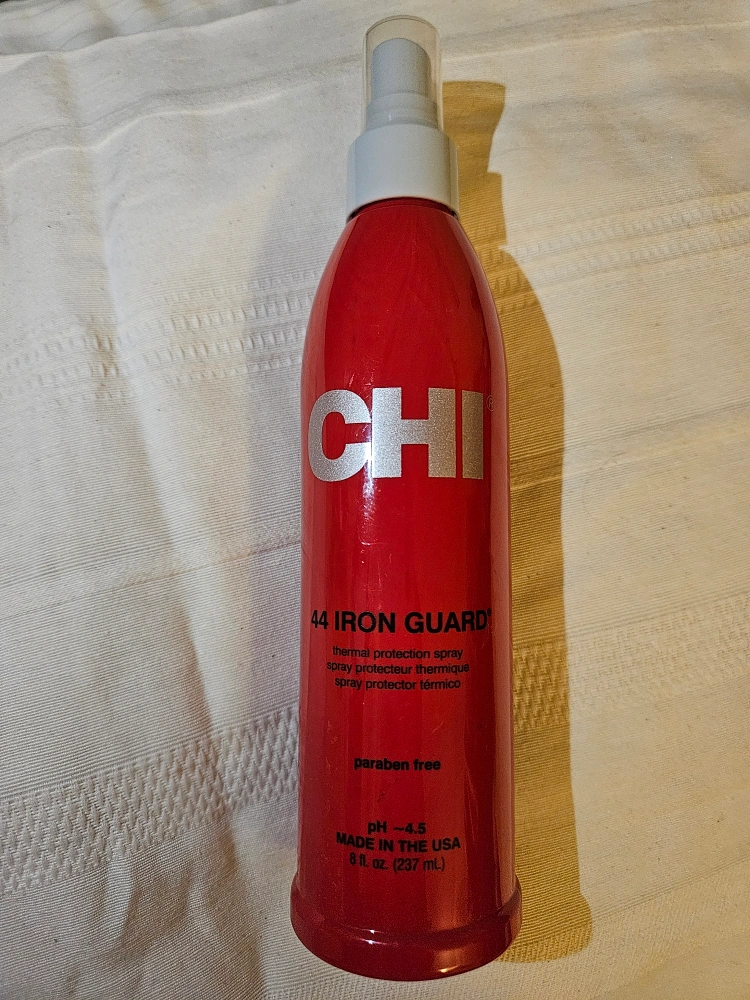 CHI®
44 IRON GUARD®
thermal protection spray
spray protecteur thermique
spray protector térmico
paraben free
pH ~4.5
MADE IN THE USA
8 fl. oz. (237 mL)